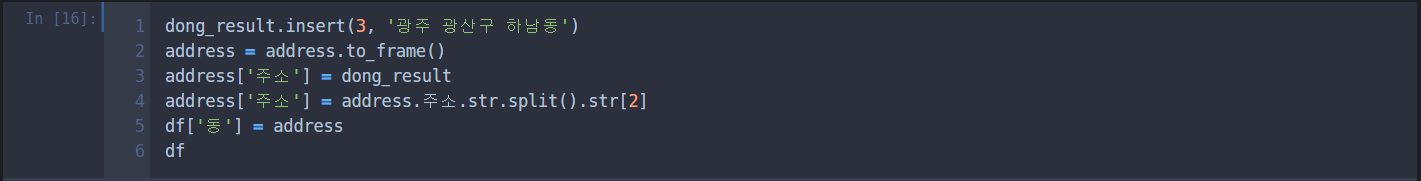 In [16]:
1 dong_result.insert(3, '광주 광산구 하남동')
2 address = address.to_frame()
3 address['주소'] = dong_result
4 address['주소'] = address.주소.str.split().str[2]
5 df['동'] = address
6 df